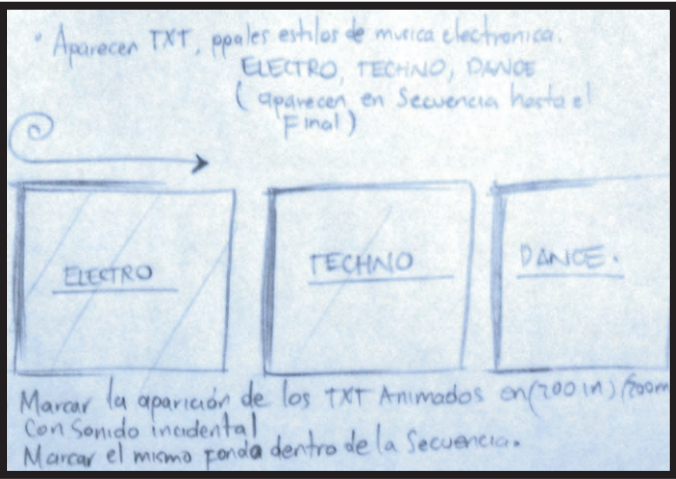 * Aparecen TXT, ppales estilos de musica electronica.
ELECTRO, TECHNO, DANCE
( aparecen en Secuencia hasta el
Final )
ELECTRO
TECHNO
DANCE.
Marcar la aparición de los TXT Animados en (zoo in) /zoom
Con Sonido incidental
Marcar el mismo fondo dentro de la Secuencia.